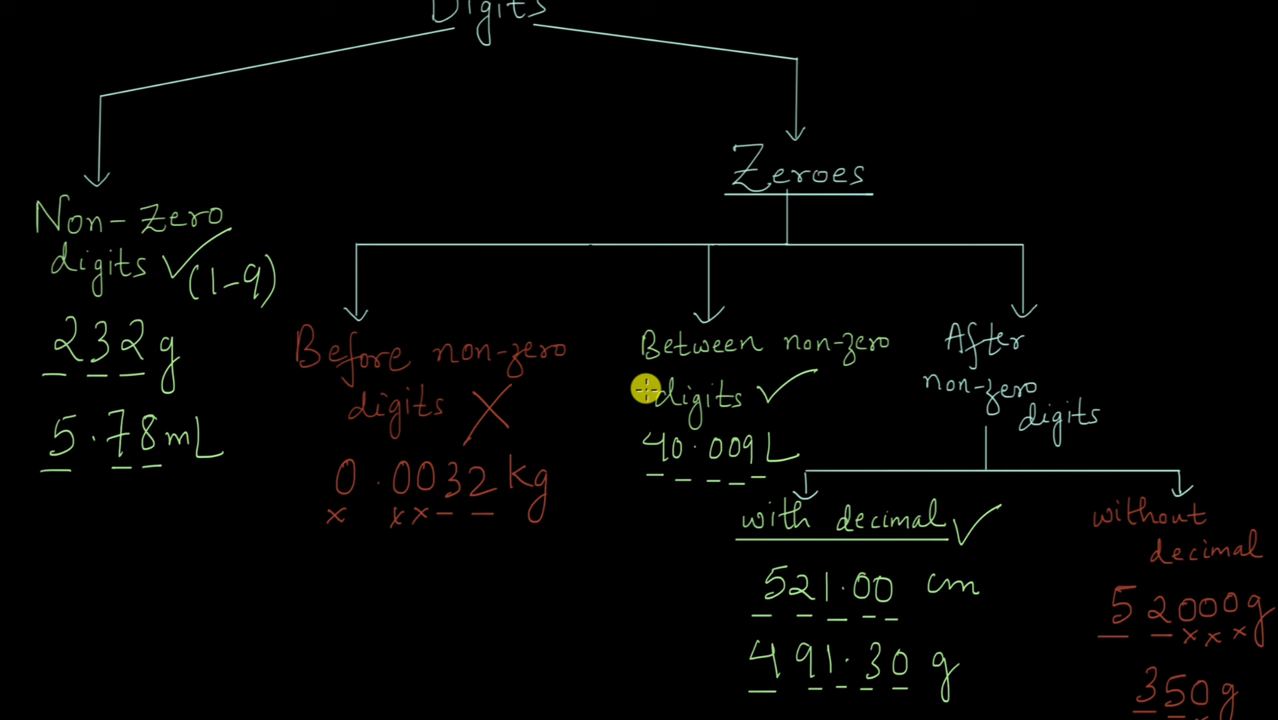 Digits
Zeroes
Non-Zero
digits ✓ (1-9)
232 g
5.78 mL
Before non-zero
digits ✗
0.0032 kg
x xx
Between non-zero
digits ✓
40.009 L
After
non-zero
digits
with decimal ✓
521.00 cm
491.30 g
without
decimal
52000 g
xxx
350 g